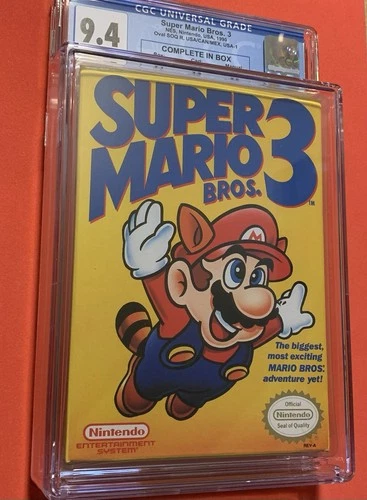 CGC UNIVERSAL GRADE
9.4
Super Mario Bros. 3
NES, Nintendo, USA, 1990
Oval SOQ R, USA/CAN/MEX, USA-1
COMPLETE IN BOX
SUPER
MARIO
BROS.
3
TM
The biggest,
most exciting
MARIO BROS.
adventure yet!
Official
Nintendo
Seal of Quality
Nintendo
ENTERTAINMENT
SYSTEM
REV-A
M